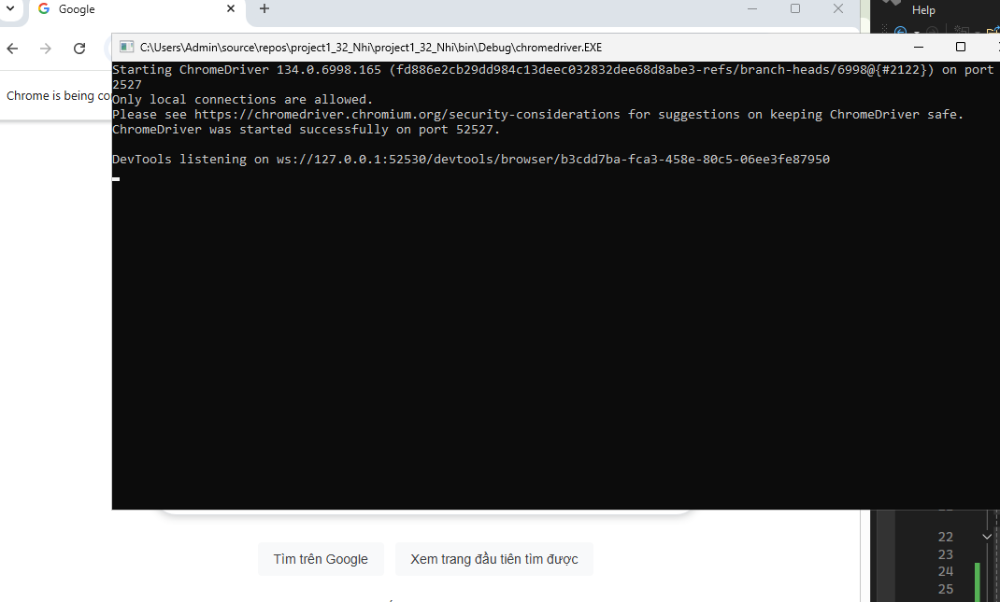 Google
Help
C:\Users\Admin\source\repos\project1_32_Nhi\project1_32_Nhi\bin\Debug\chromedriver.EXE
Chrome is being co
Starting ChromeDriver 134.0.6998.165 (fd886e2cb29dd984c13deec032832dee68d8abe3-refs/branch-heads/6998@{#2122}) on port
2527
Only local connections are allowed.
Please see https://chromedriver.chromium.org/security-considerations for suggestions on keeping ChromeDriver safe.
ChromeDriver was started successfully on port 52527.
DevTools listening on ws://127.0.0.1:52530/devtools/browser/b3cdd7ba-fca3-458e-80c5-06ee3fe87950
Tìm trên Google
Xem trang đầu tiên tìm được
22
23
24
25